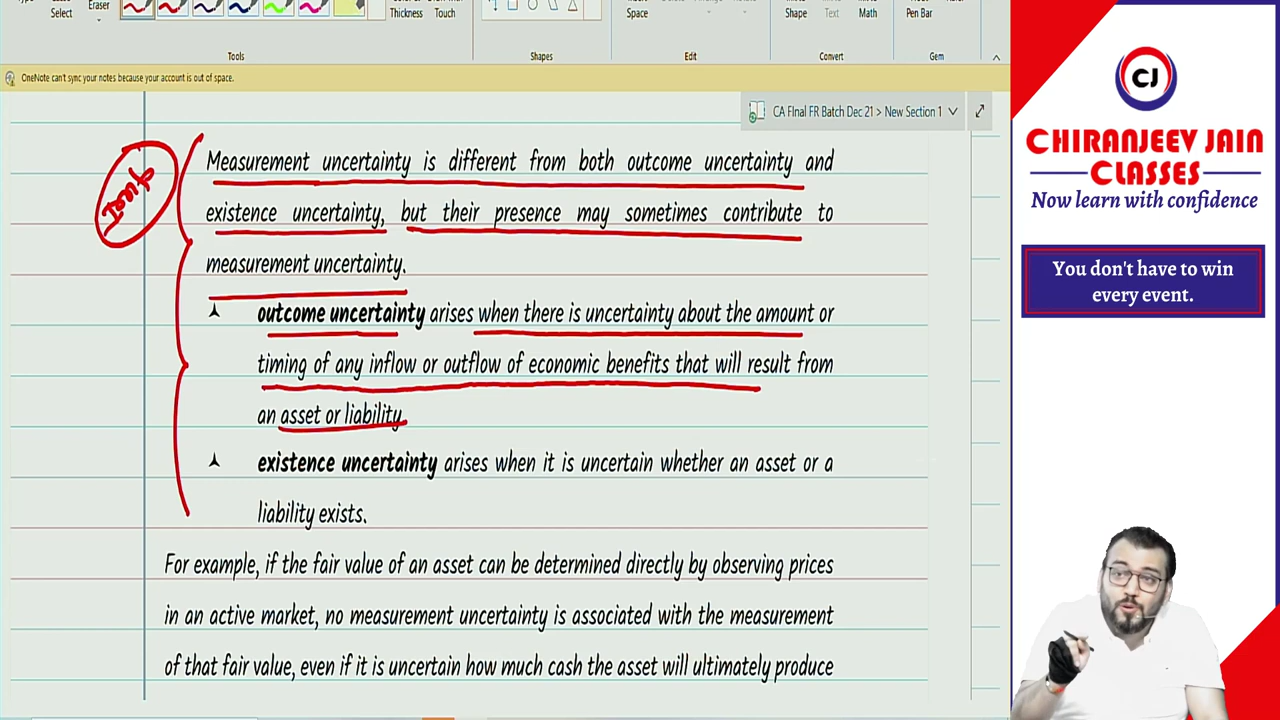 Select
Eraser
Thickness
Touch
Space
Shape
Text
Math
Pen Bar
Tools
Shapes
Edit
Convert
Gem
OneNote can't sync your notes because your account is out of space.
CA FInal FR Batch Dec 21 > New Section 1
Measurement uncertainty is different from both outcome uncertainty and
existence uncertainty, but their presence may sometimes contribute to
measurement uncertainty.
outcome uncertainty arises when there is uncertainty about the amount or
timing of any inflow or outflow of economic benefits that will result from
an asset or liability.
existence uncertainty arises when it is uncertain whether an asset or a
liability exists.
For example, if the fair value of an asset can be determined directly by observing prices
in an active market, no measurement uncertainty is associated with the measurement
of that fair value, even if it is uncertain how much cash the asset will ultimately produce
CJ
CHIRANJEEV JAIN
CLASSES
Now learn with confidence
You don't have to win
every event.